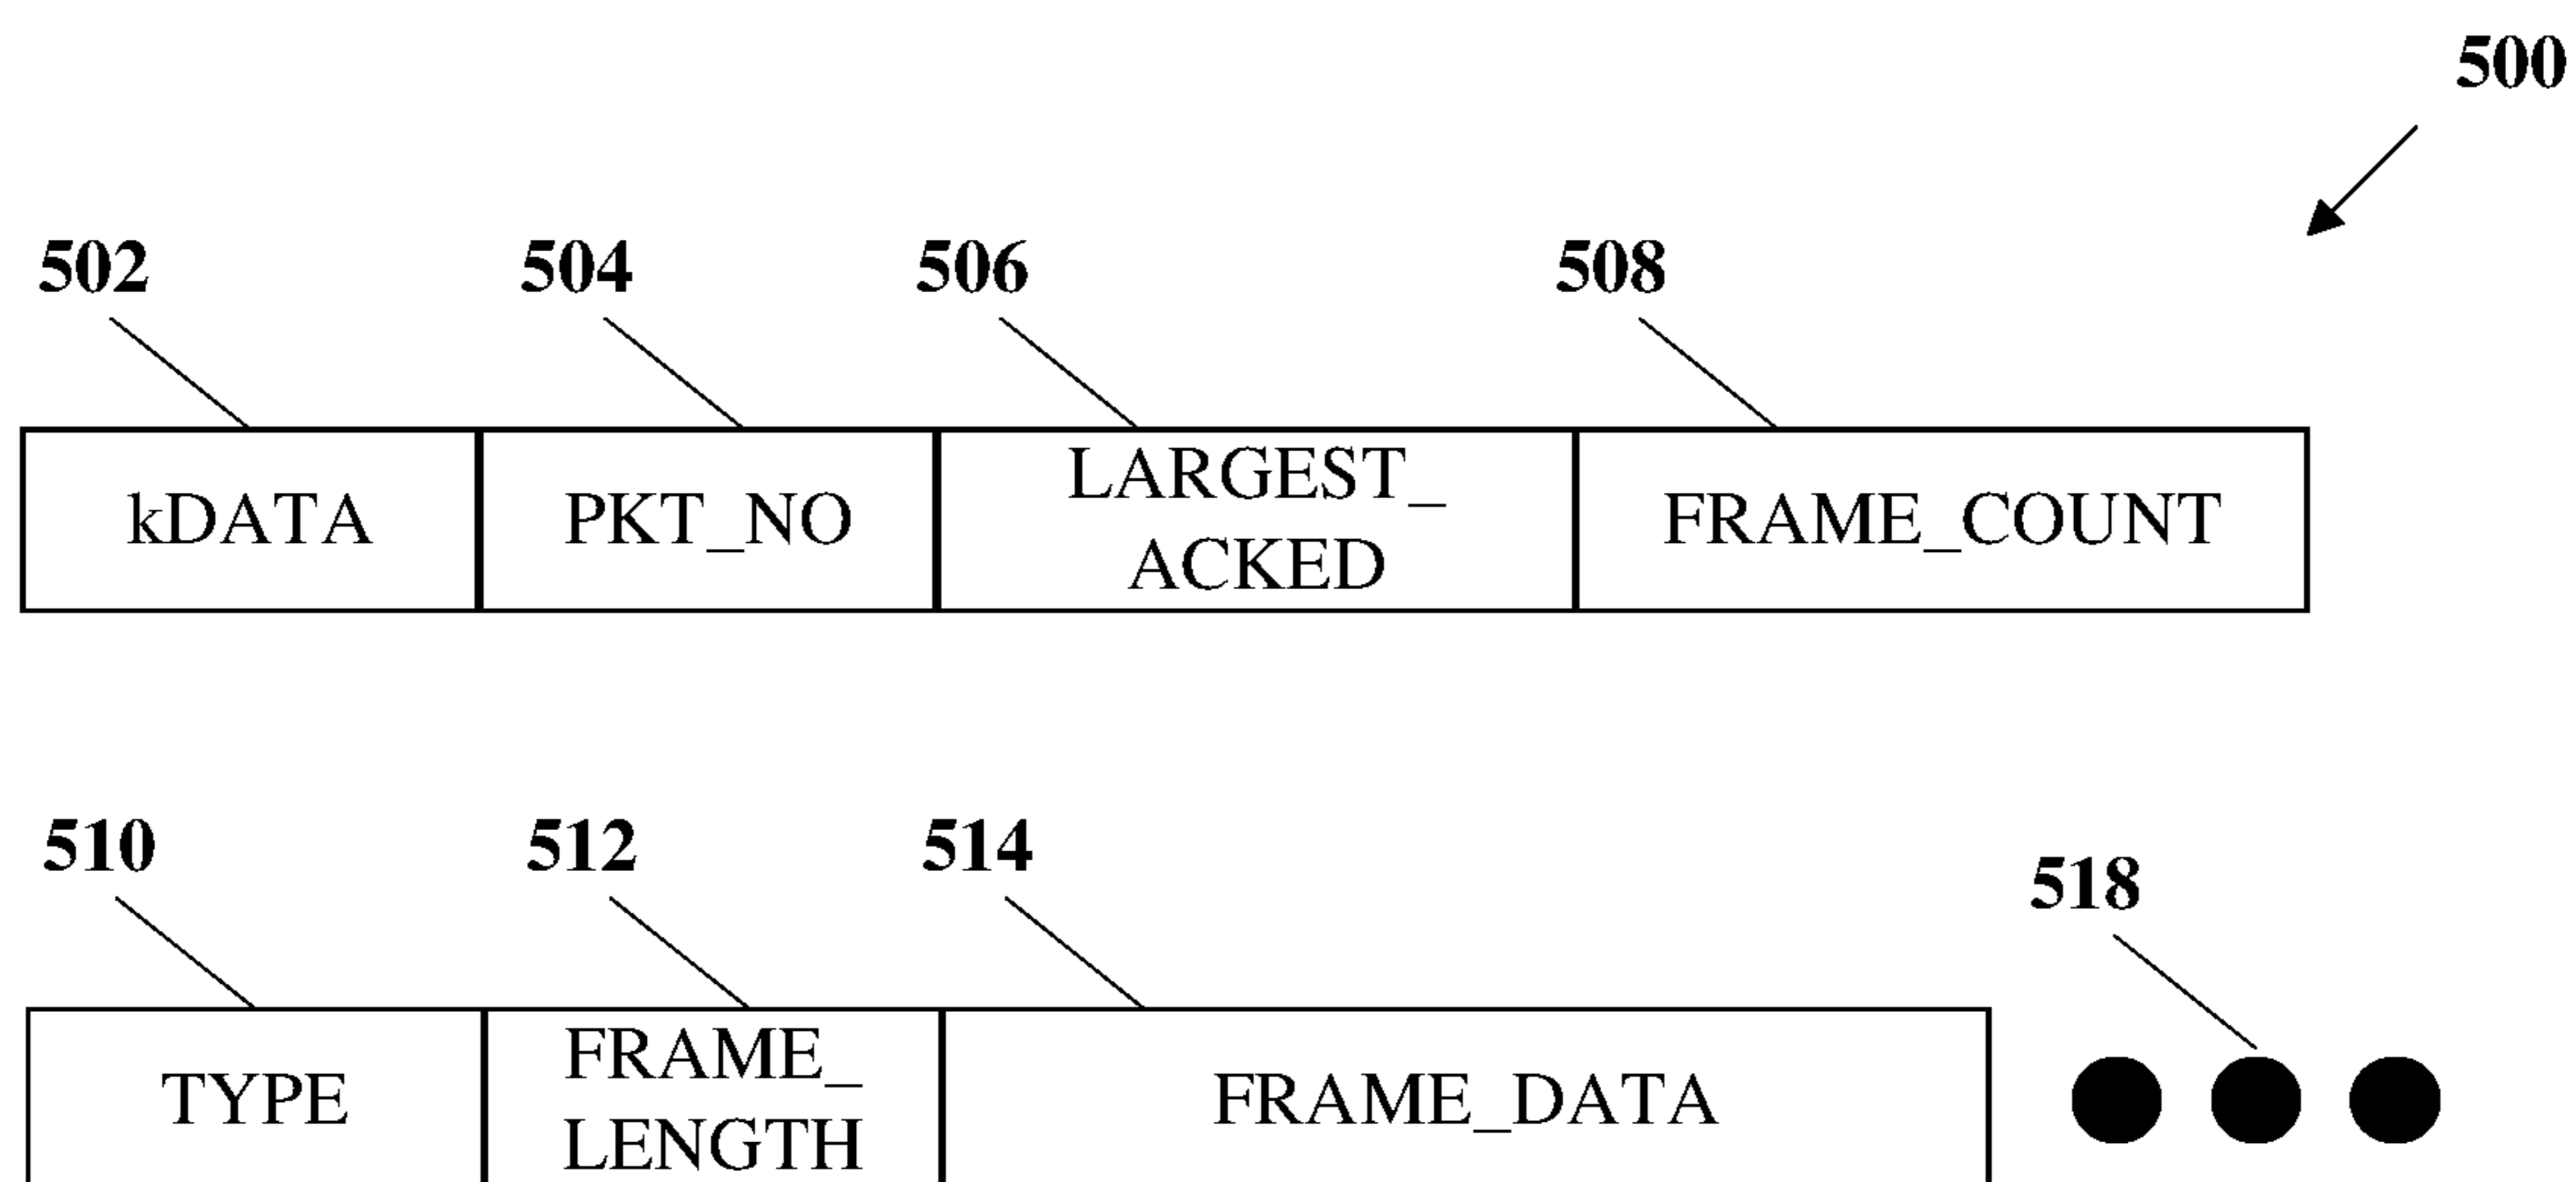 500
502 504 506 508
kDATA PKT_NO LARGEST_
ACKED FRAME_COUNT
510 512 514 518
TYPE FRAME_
LENGTH FRAME_DATA